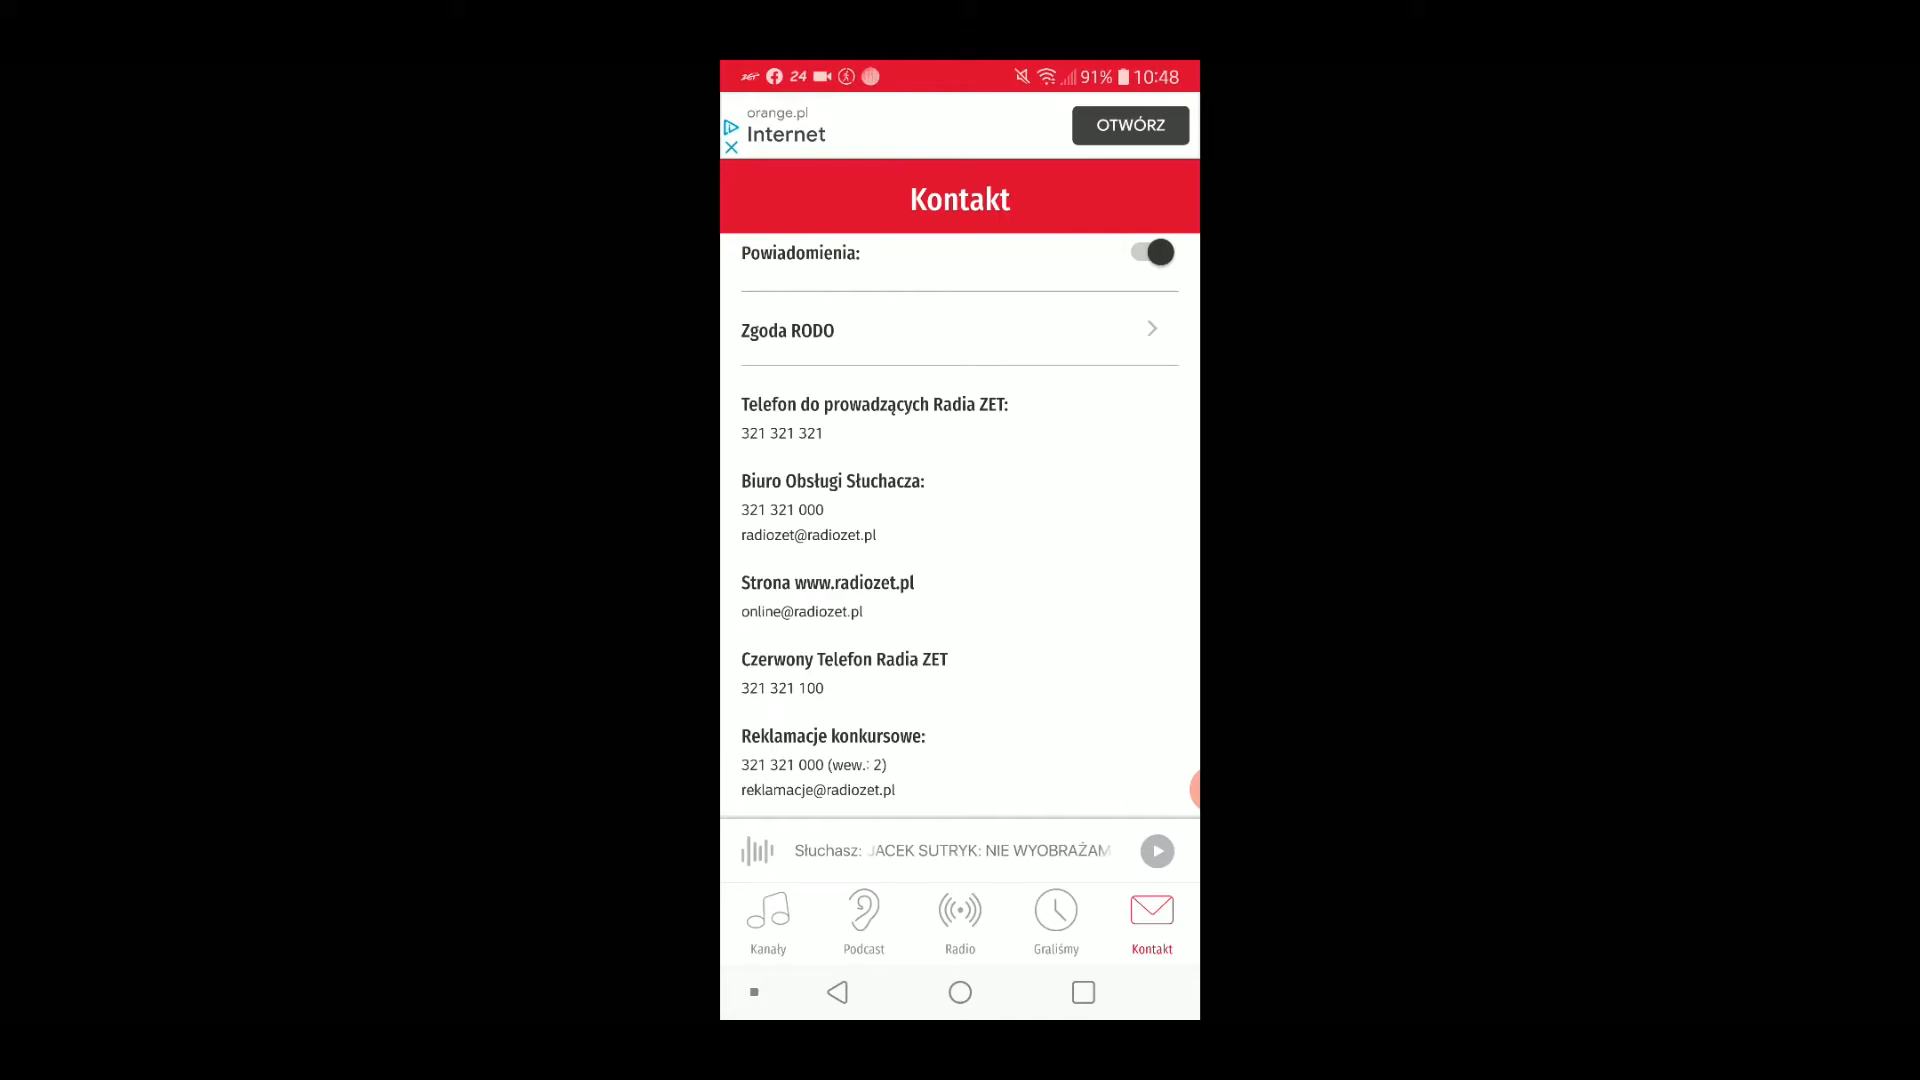 ZET 24 91% 10:48
orange.pl
Internet
OTWÓRZ
Kontakt
Powiadomienia:
Zgoda RODO
Telefon do prowadzących Radia ZET:
321 321 321
Biuro Obsługi Słuchacza:
321 321 000
radiozet@radiozet.pl
Strona www.radiozet.pl
online@radiozet.pl
Czerwony Telefon Radia ZET
321 321 100
Reklamacje konkursowe:
321 321 000 (wew.: 2)
reklamacje@radiozet.pl
Słuchasz: JACEK SUTRYK: NIE WYOBRAŻAM
Kanały Podcast Radio Graliśmy Kontakt